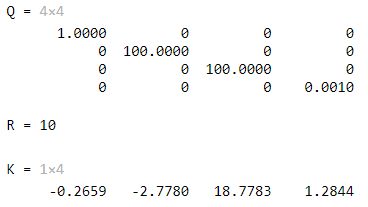 Q = 4×4
1.0000 0 0 0
0 100.0000 0 0
0 0 100.0000 0
0 0 0 0.0010
R = 10
K = 1×4
-0.2659 -2.7780 18.7783 1.2844